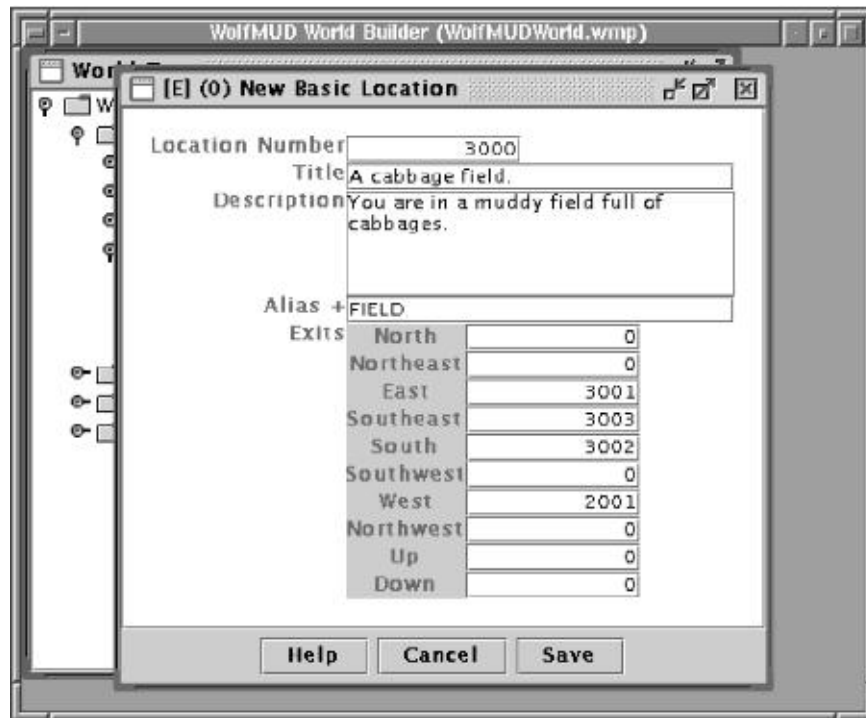 WolfMUD World Builder (WolfMUDWorld.wmp)
[E] (0) New Basic Location
Location Number 3000
Title A cabbage field.
Description You are in a muddy field full of
cabbages.
Alias + FIELD
Exits North 0
Northeast 0
East 3001
Southeast 3003
South 3002
Southwest 0
West 2001
Northwest 0
Up 0
Down 0
Help Cancel Save